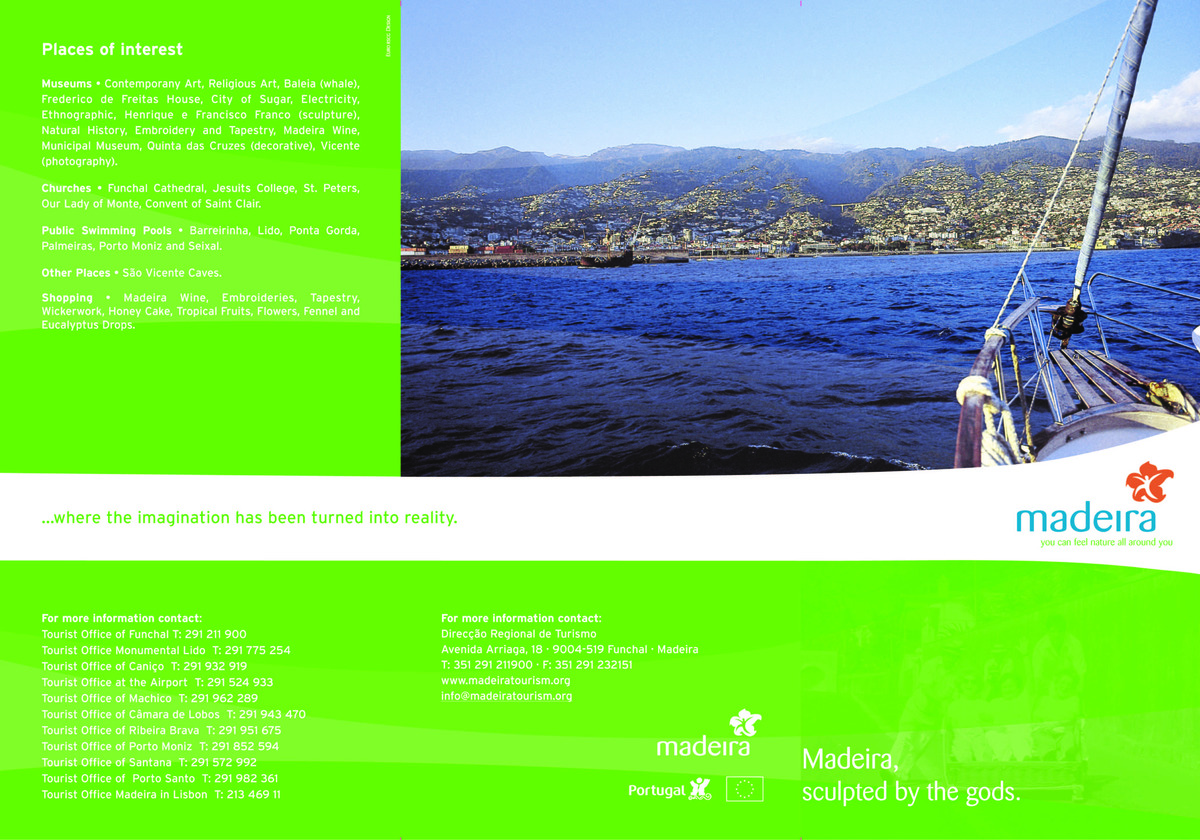 Places of interest
Museums • Contemporany Art, Religious Art, Baleia (whale),
Frederico de Freitas House, City of Sugar, Electricity,
Ethnographic, Henrique e Francisco Franco (sculpture),
Natural History, Embroidery and Tapestry, Madeira Wine,
Municipal Museum, Quinta das Cruzes (decorative), Vicente
(photography).
Churches • Funchal Cathedral, Jesuits College, St. Peters,
Our Lady of Monte, Convent of Saint Clair.
Public Swimming Pools • Barreirinha, Lido, Ponta Gorda,
Palmeiras, Porto Moniz and Seixal.
Other Places • São Vicente Caves.
Shopping • Madeira Wine, Embroideries, Tapestry,
Wickerwork, Honey Cake, Tropical Fruits, Flowers, Fennel and
Eucalyptus Drops.
...where the imagination has been turned into reality.
madeira
you can feel nature all around you
For more information contact:
Tourist Office of Funchal T: 291 211 900
Tourist Office Monumental Lido T: 291 775 254
Tourist Office of Caniço T: 291 932 919
Tourist Office at the Airport T: 291 524 933
Tourist Office of Machico T: 291 962 289
Tourist Office of Câmara de Lobos T: 291 943 470
Tourist Office of Ribeira Brava T: 291 951 675
Tourist Office of Porto Moniz T: 291 852 594
Tourist Office of Santana T: 291 572 992
Tourist Office of Porto Santo T: 291 982 361
Tourist Office Madeira in Lisbon T: 213 469 11
For more information contact:
Direcção Regional de Turismo
Avenida Arriaga, 18 · 9004-519 Funchal · Madeira
T: 351 291 211900 · F: 351 291 232151
www.madeiratourism.org
info@madeiratourism.org
madeira
Portugal
Madeira,
sculpted by the gods.